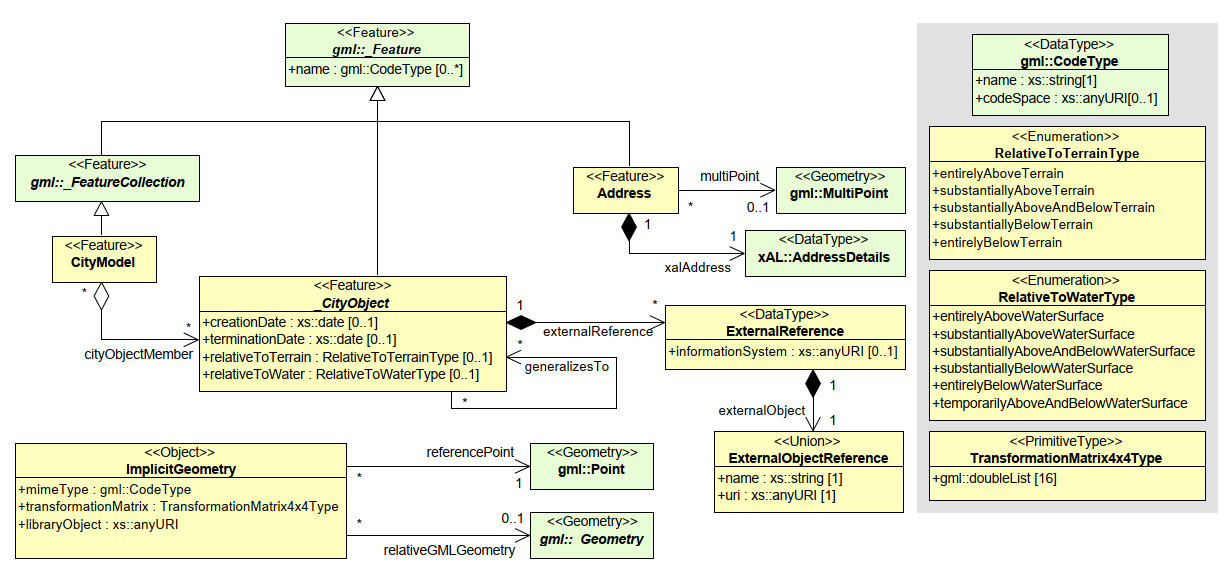 <<Feature>>
gml::_Feature
+name : gml::CodeType [0..*]
<<Feature>>
gml::_FeatureCollection
<<Feature>>
CityModel
*
*
cityObjectMember
<<Feature>>
Address
multiPoint
*
0..1
<<Geometry>>
gml::MultiPoint
1
1
xalAddress
<<DataType>>
xAL::AddressDetails
<<Feature>>
_CityObject
+creationDate : xs::date [0..1]
+terminationDate : xs::date [0..1]
+relativeToTerrain : RelativeToTerrainType [0..1]
+relativeToWater : RelativeToWaterType [0..1]
1
*
externalReference
*
generalizesTo
*
<<DataType>>
ExternalReference
+informationSystem : xs::anyURI [0..1]
1
externalObject
1
<<Union>>
ExternalObjectReference
+name : xs::string [1]
+uri : xs::anyURI [1]
<<Object>>
ImplicitGeometry
+mimeType : gml::CodeType
+transformationMatrix : TransformationMatrix4x4Type
+libraryObject : xs::anyURI
referencePoint
*
1
<<Geometry>>
gml::Point
*
0..1
relativeGMLGeometry
<<Geometry>>
gml::_Geometry
<<DataType>>
gml::CodeType
+name : xs::string[1]
+codeSpace : xs::anyURI[0..1]
<<Enumeration>>
RelativeToTerrainType
+entirelyAboveTerrain
+substantiallyAboveTerrain
+substantiallyAboveAndBelowTerrain
+substantiallyBelowTerrain
+entirelyBelowTerrain
<<Enumeration>>
RelativeToWaterType
+entirelyAboveWaterSurface
+substantiallyAboveWaterSurface
+substantiallyAboveAndBelowWaterSurface
+substantiallyBelowWaterSurface
+entirelyBelowWaterSurface
+temporarilyAboveAndBelowWaterSurface
<<PrimitiveType>>
TransformationMatrix4x4Type
+gml::doubleList [16]